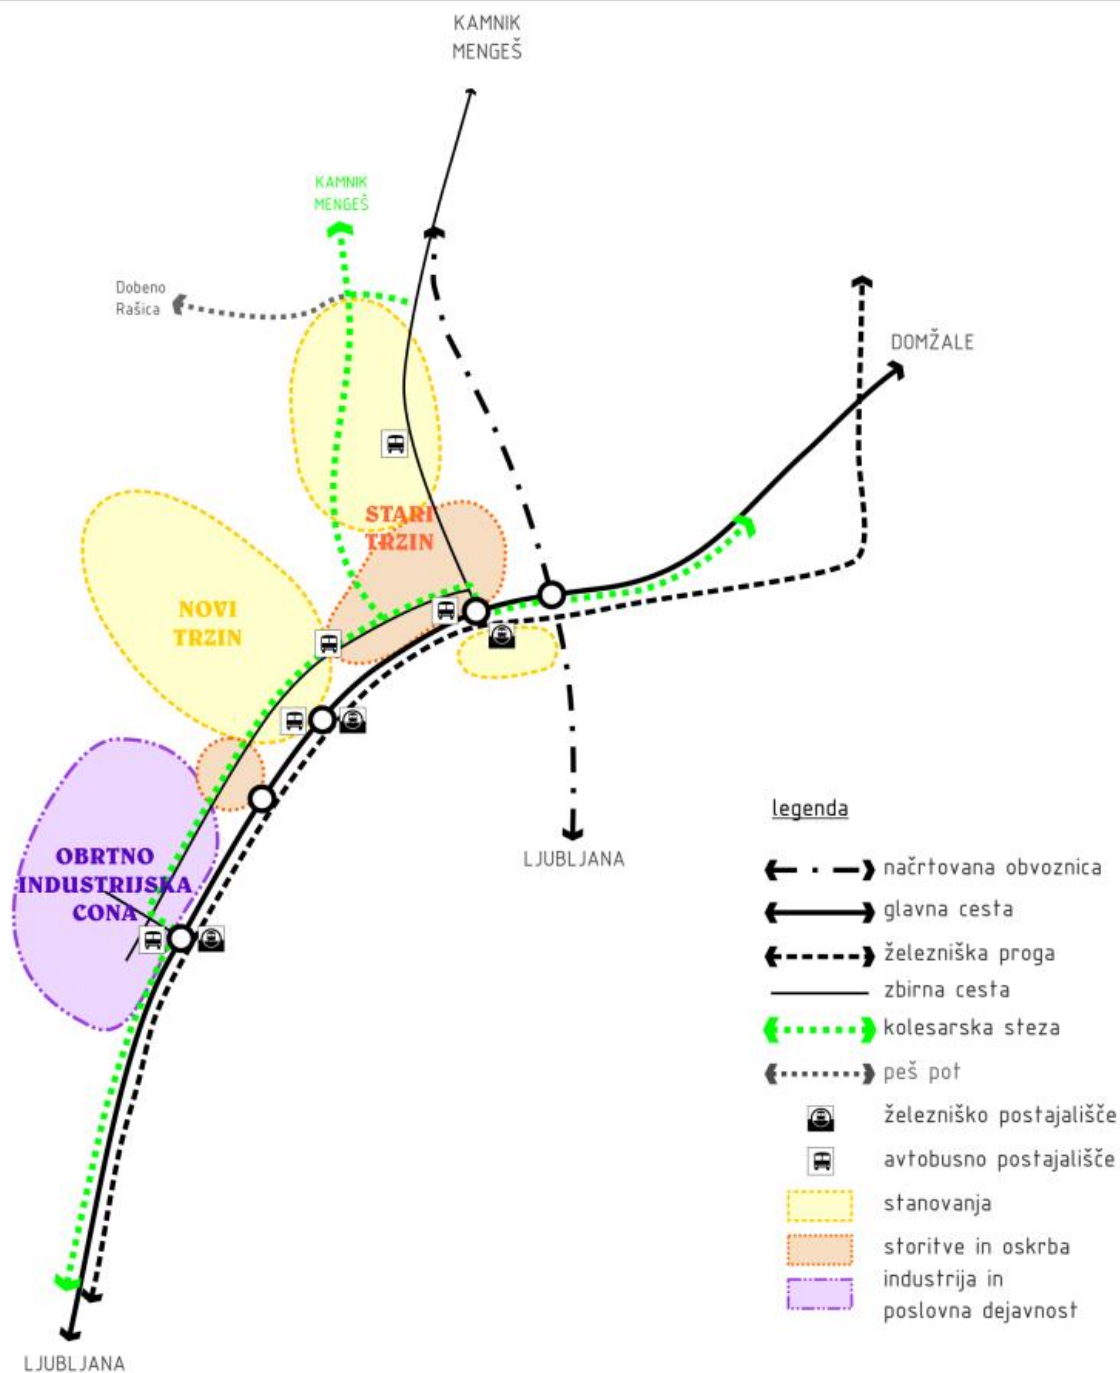 KAMNIK
MENGEŠ
KAMNIK
MENGEŠ
Dobeno
Rašica
DOMŽALE
STARI
TRZIN
NOVI
TRZIN
OBRTNO
INDUSTRIJSKA
CONA
LJUBLJANA
LJUBLJANA
legenda
načrtovana obvoznica
glavna cesta
železniška proga
zbirna cesta
kolesarska steza
peš pot
železniško postajališče
avtobusno postajališče
stanovanja
storitve in oskrba
industrija in
poslovna dejavnost